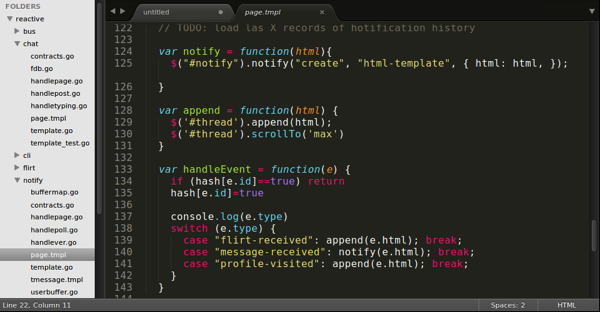 FOLDERS
reactive
bus
chat
contracts.go
fdb.go
handlepage.go
handlepost.go
handletyping.go
page.tmpl
template.go
template_test.go
cli
flirt
notify
buffermap.go
contracts.go
handlepage.go
handlepoll.go
handlever.go
page.tmpl
template.go
tmessage.tmpl
userbuffer.go
untitled
page.tmpl
122 // TODO: load las X records of notification history
123
124 var notify = function(html){
125 $("#notify").notify("create", "html-template", { html: html, });
126 }
127
128 var append = function(html) {
129 $('#thread').append(html);
130 $('#thread').scrollTo('max')
131 }
132
133 var handleEvent = function(e) {
134 if (hash[e.id]==true) return
135 hash[e.id]=true
136
137 console.log(e.type)
138 switch (e.type) {
139 case "flirt-received": append(e.html); break;
140 case "message-received": notify(e.html); break;
141 case "profile-visited": append(e.html); break;
142 }
143 }
144
Line 22, Column 11
Spaces: 2
HTML